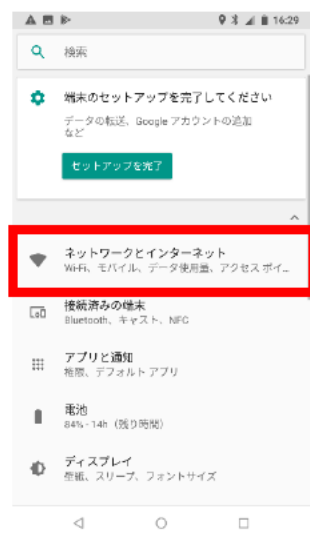 16:29
検索
端末のセットアップを完了してください
データの転送、Google アカウントの追加
など
セットアップを完了
ネットワークとインターネット
Wi-Fi、モバイル、データ使用量、アクセス ポイ...
接続済みの端末
Bluetooth、キャスト、NFC
アプリと通知
権限、デフォルト アプリ
電池
84% - 14h（残り時間）
ディスプレイ
壁紙、スリープ、フォントサイズ